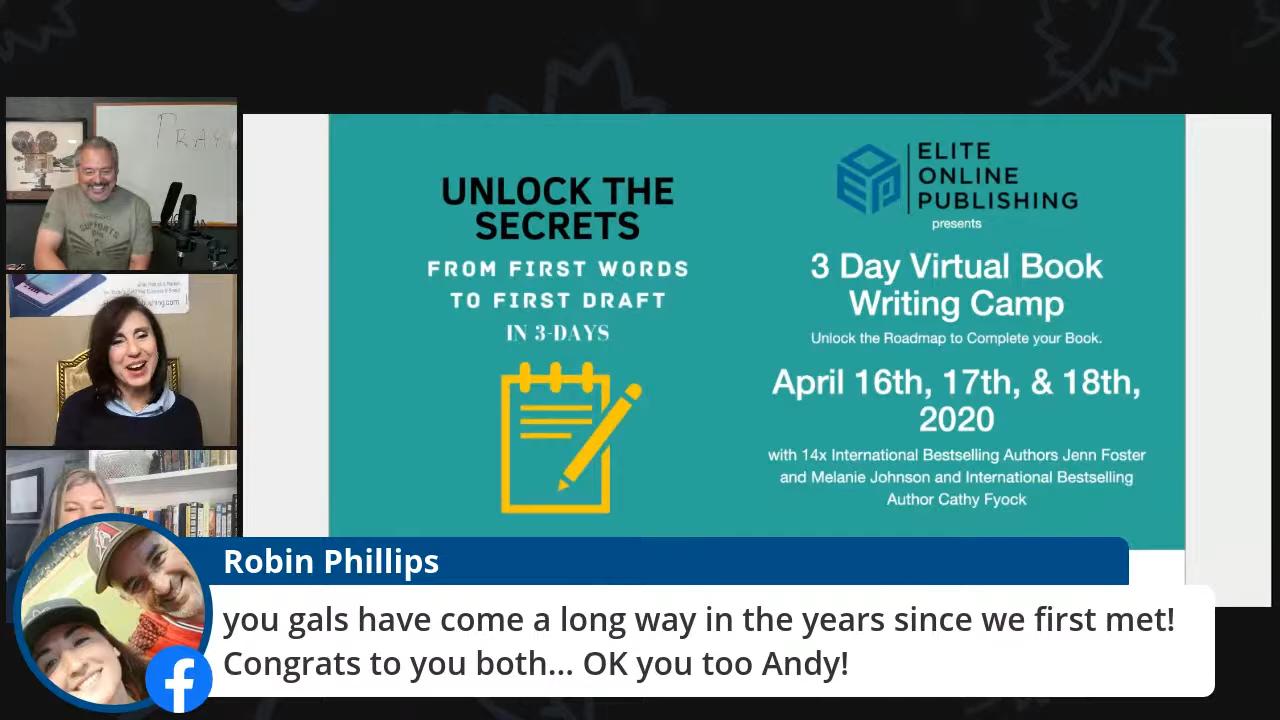 PRAY
SUPPORTS
UNLOCK THE
SECRETS
FROM FIRST WORDS
TO FIRST DRAFT
IN 3-DAYS
ELITE
ONLINE
PUBLISHING
presents
3 Day Virtual Book
Writing Camp
Unlock the Roadmap to Complete your Book.
April 16th, 17th, & 18th,
2020
with 14x International Bestselling Authors Jenn Foster
and Melanie Johnson and International Bestselling
Author Cathy Fyock
Robin Phillips
you gals have come a long way in the years since we first met!
Congrats to you both... OK you too Andy!